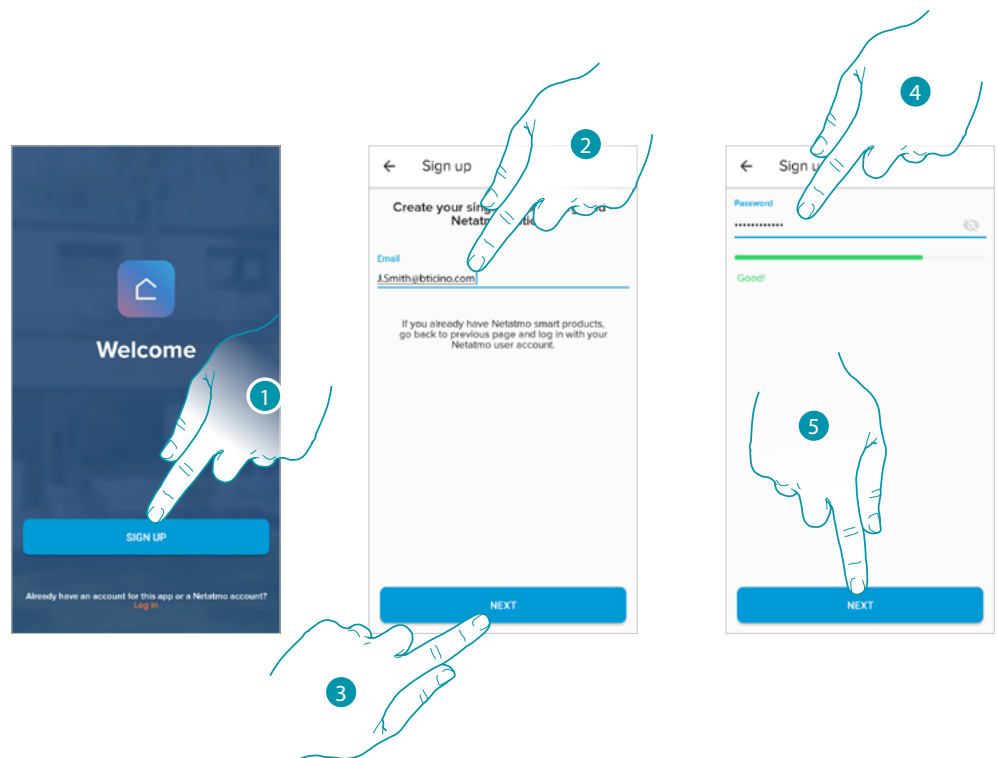 Welcome
1
SIGN UP
Already have an account for this app or a Netatmo account?
Log in
2
Sign up
Create your
Email
J.Smith@bticino.com
If you already have Netatmo smart products,
go back to previous page and log in with your
Netatmo user account.
NEXT
3
4
Sign
Password
············
Good!
5
NEXT